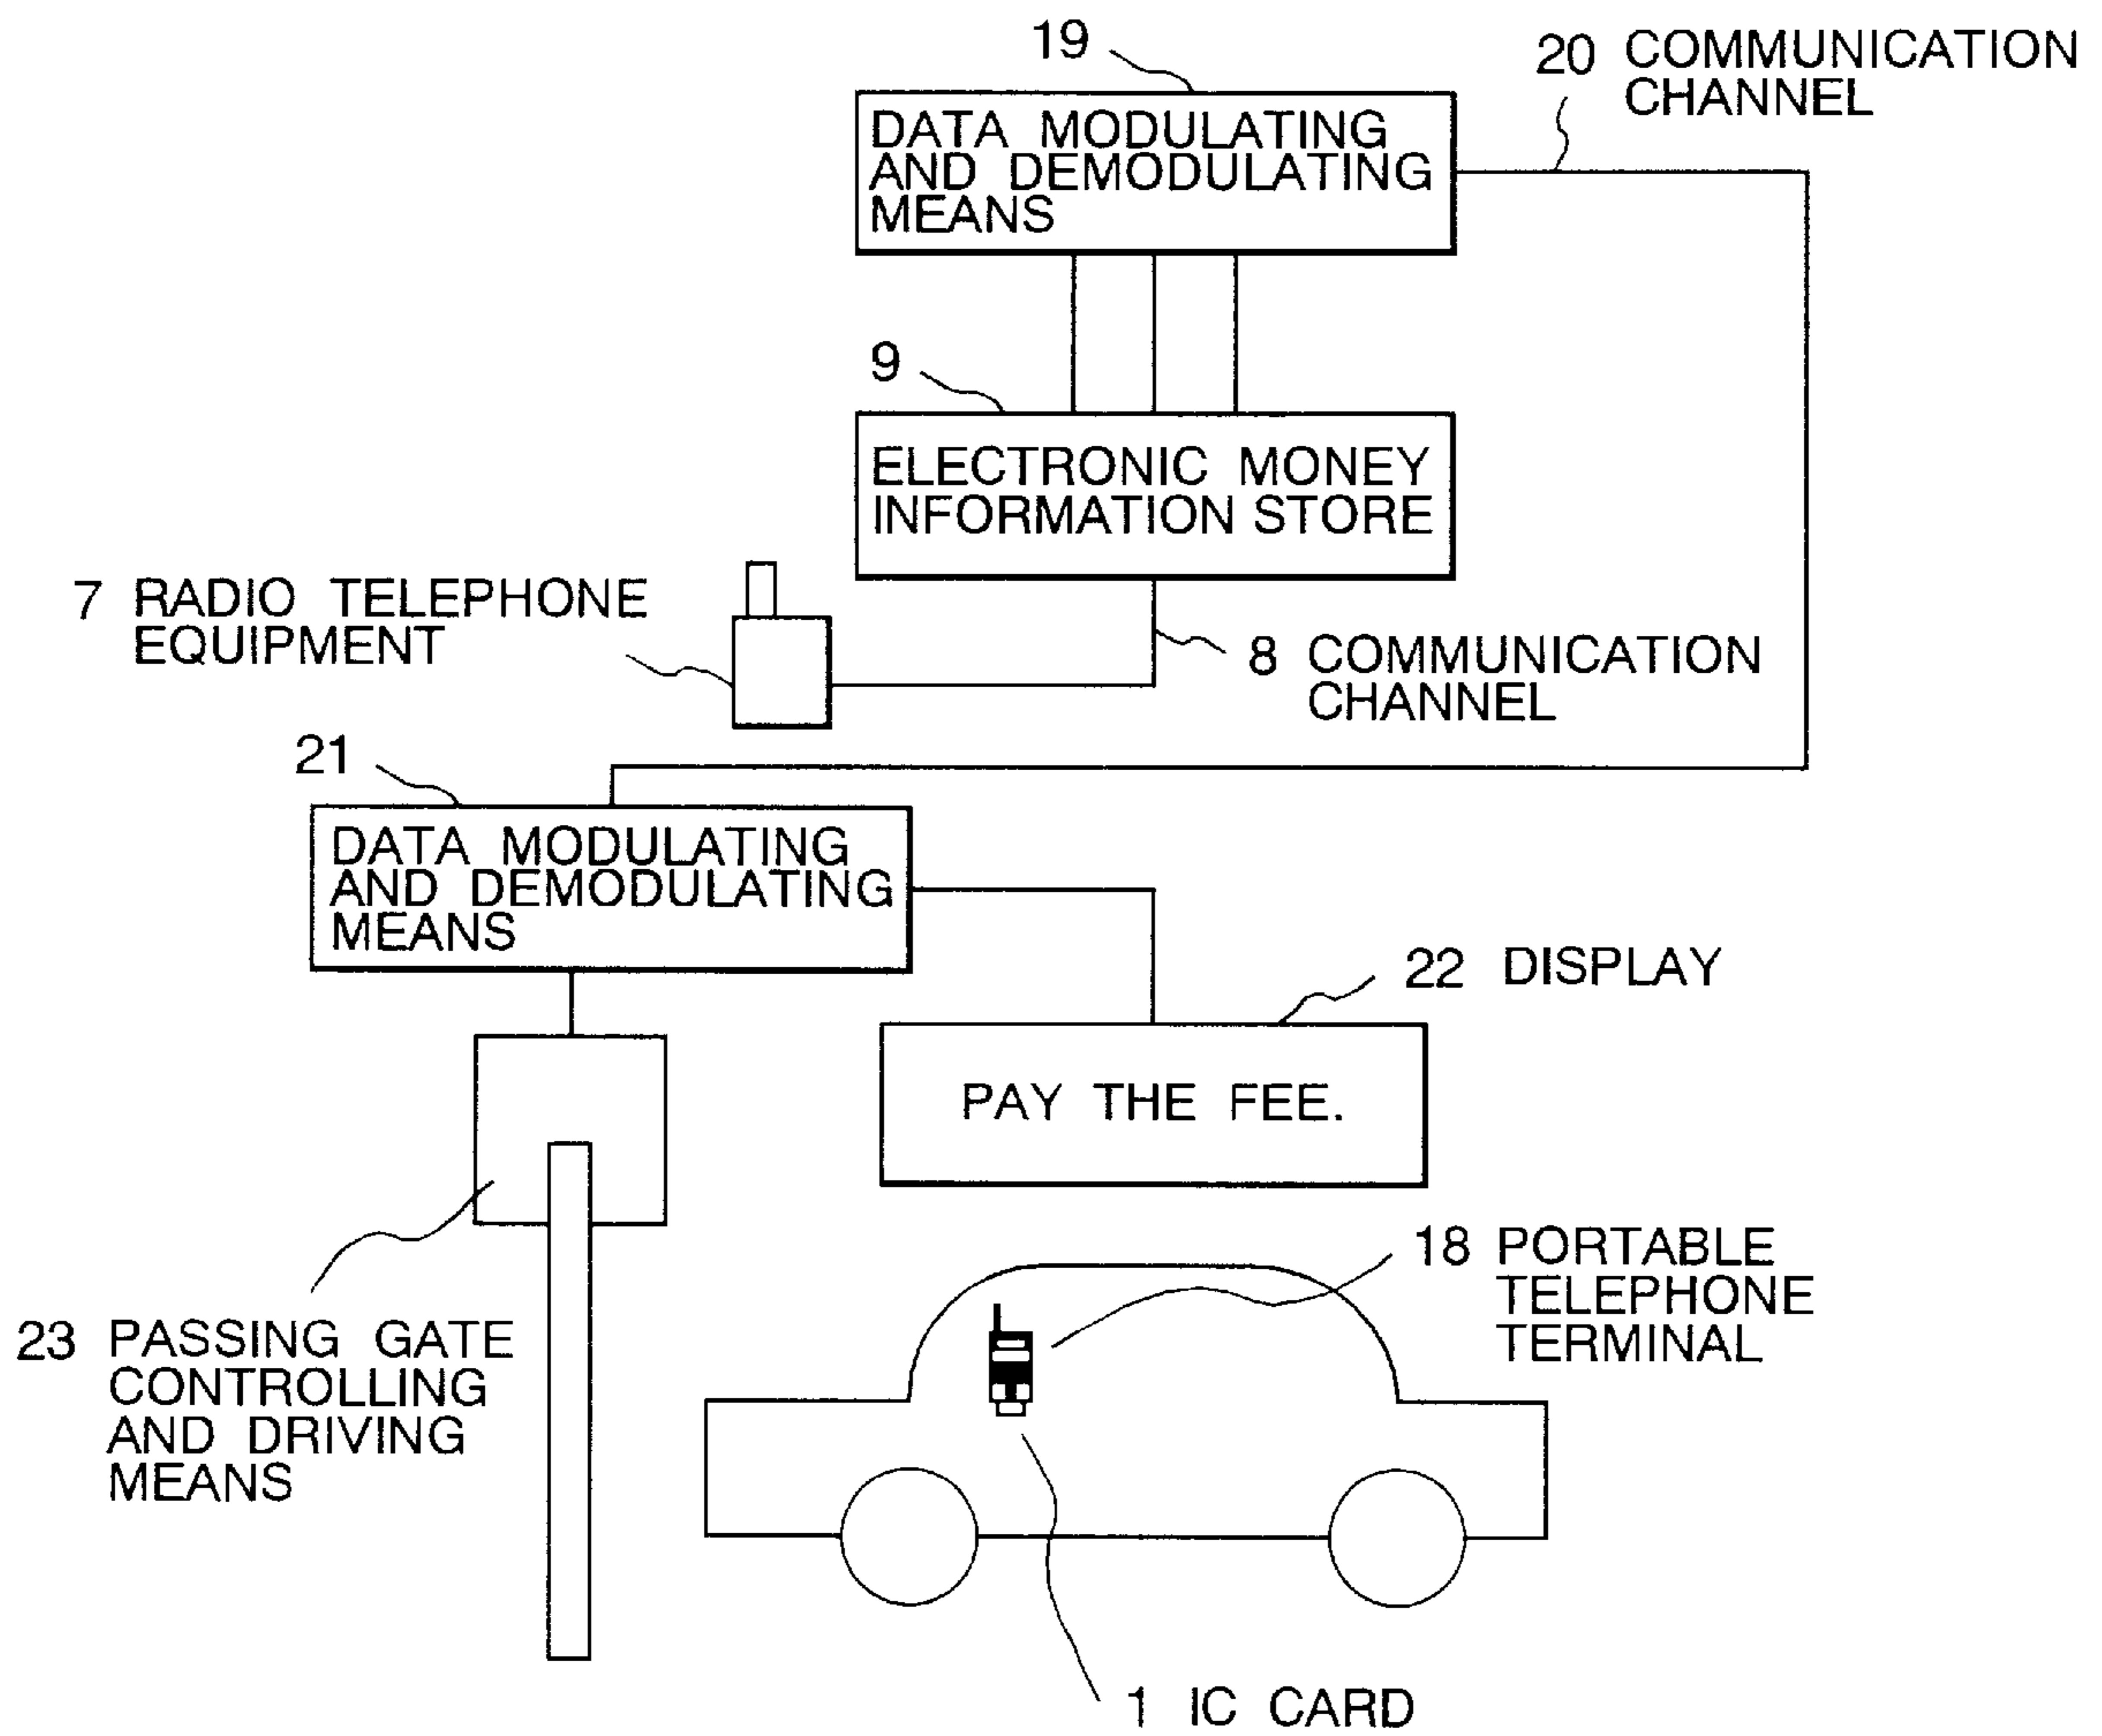 19
20 COMMUNICATION
CHANNEL
DATA MODULATING
AND DEMODULATING
MEANS
9
ELECTRONIC MONEY
INFORMATION STORE
7 RADIO TELEPHONE
EQUIPMENT
8 COMMUNICATION
CHANNEL
21
DATA MODULATING
AND DEMODULATING
MEANS
22 DISPLAY
PAY THE FEE.
18 PORTABLE
TELEPHONE
TERMINAL
23 PASSING GATE
CONTROLLING
AND DRIVING
MEANS
1 IC CARD